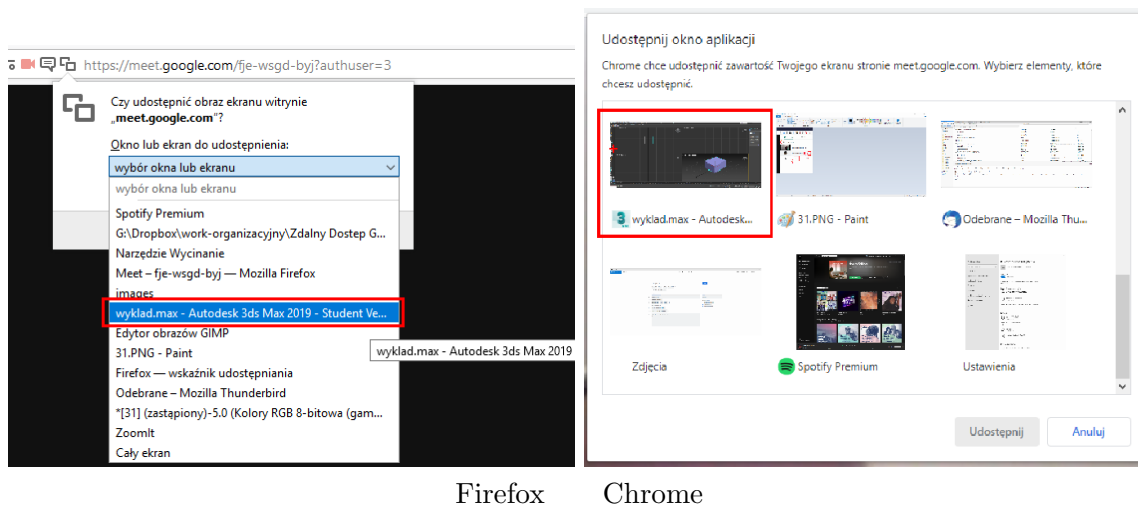 https://meet.google.com/fje-wsgd-byj?authuser=3
Czy udostępnić obraz ekranu witrynie
„meet.google.com”?
Okno lub ekran do udostępnienia:
wybór okna lub ekranu
wybór okna lub ekranu
Spotify Premium
G:\Dropbox\work-organizacyjny\Zdalny Dostep G...
Narzędzie Wycinanie
Meet – fje-wsgd-byj — Mozilla Firefox
images
wyklad.max - Autodesk 3ds Max 2019 - Student Ve...
Edytor obrazów GIMP
31.PNG - Paint
wyklad.max - Autodesk 3ds Max 2019
Firefox — wskaźnik udostępniania
Odebrane – Mozilla Thunderbird
*[31] (zastąpiony)-5.0 (Kolory RGB 8-bitowa (gam...
ZoomIt
Cały ekran
Udostępnij okno aplikacji
Chrome chce udostępnić zawartość Twojego ekranu stronie meet.google.com. Wybierz elementy, które
chcesz udostępnić.
wyklad.max - Autodesk...
31.PNG - Paint
Odebrane – Mozilla Thu...
Zdjęcia
Spotify Premium
Ustawienia
Udostępnij
Anuluj
Firefox
Chrome